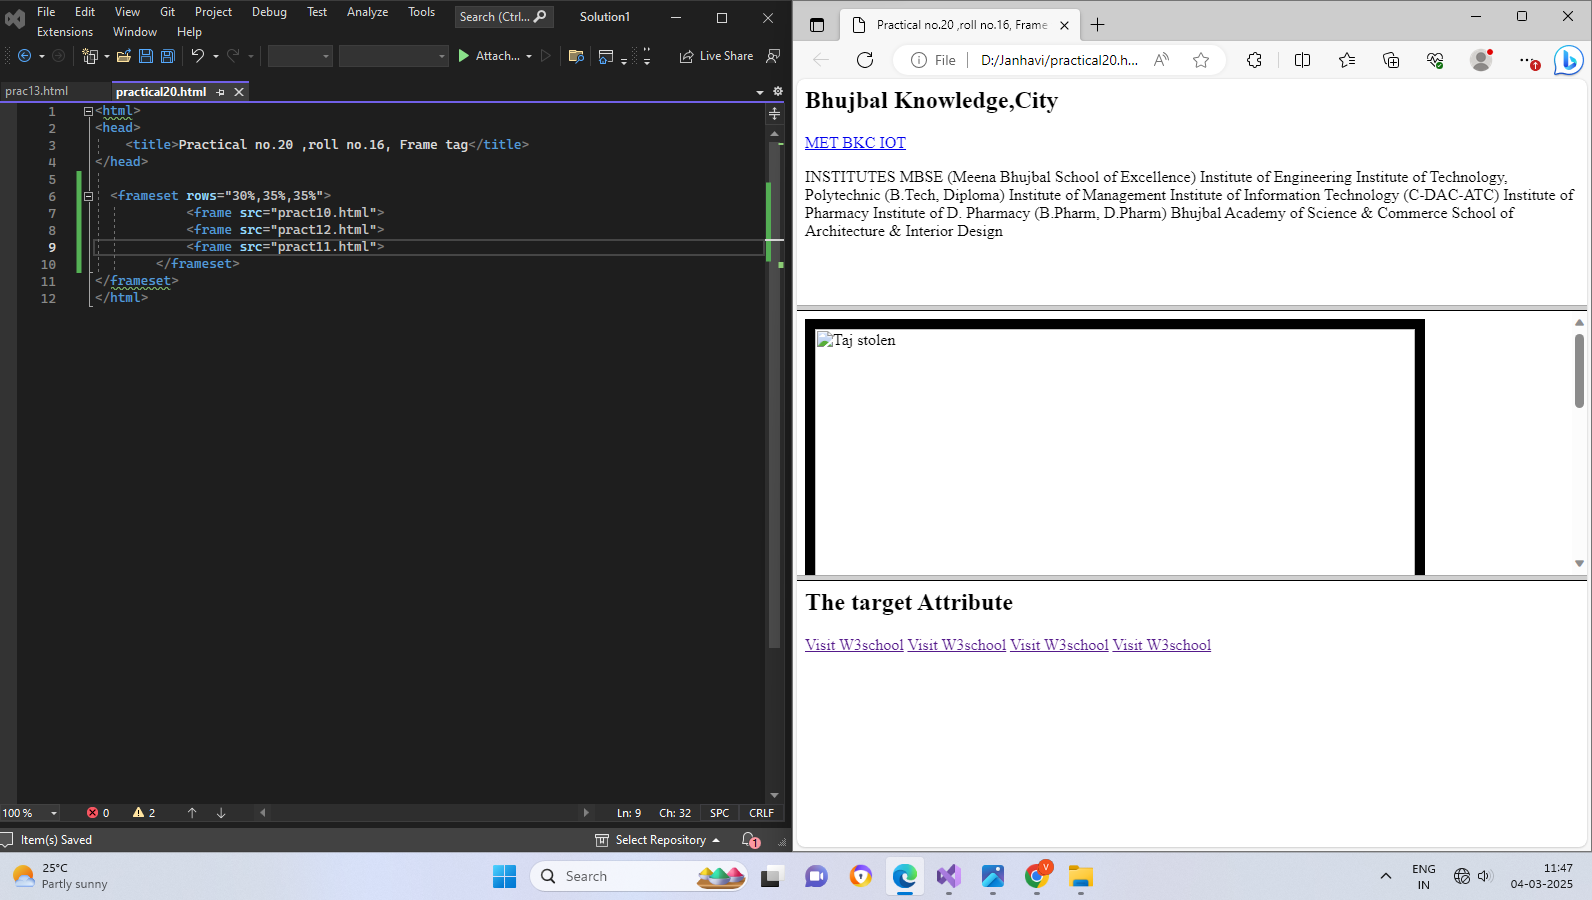 File Edit View Git Project Debug Test Analyze Tools Search (Ctrl... Solution1
Extensions Window Help
Attach... Live Share
prac13.html practical20.html
1 <html>
2 <head>
3 <title>Practical no.20 ,roll no.16, Frame tag</title>
4 </head>
5
6 <frameset rows="30%,35%,35%">
7 <frame src="pract10.html">
8 <frame src="pract12.html">
9 <frame src="pract11.html">
10 </frameset>
11 </frameset>
12 </html>
100 % 0 2 Ln: 9 Ch: 32 SPC CRLF
Item(s) Saved Select Repository 1
Practical no.20 ,roll no.16, Frame
File D:/Janhavi/practical20.h...
Bhujbal Knowledge,City
MET BKC IOT
INSTITUTES MBSE (Meena Bhujbal School of Excellence) Institute of Engineering Institute of Technology,
Polytechnic (B.Tech, Diploma) Institute of Management Institute of Information Technology (C-DAC-ATC) Institute of
Pharmacy Institute of D. Pharmacy (B.Pharm, D.Pharm) Bhujbal Academy of Science & Commerce School of
Architecture & Interior Design
Taj stolen
The target Attribute
Visit W3school Visit W3school Visit W3school Visit W3school
25°C
Partly sunny
Search
V
ENG
IN
11:47
04-03-2025